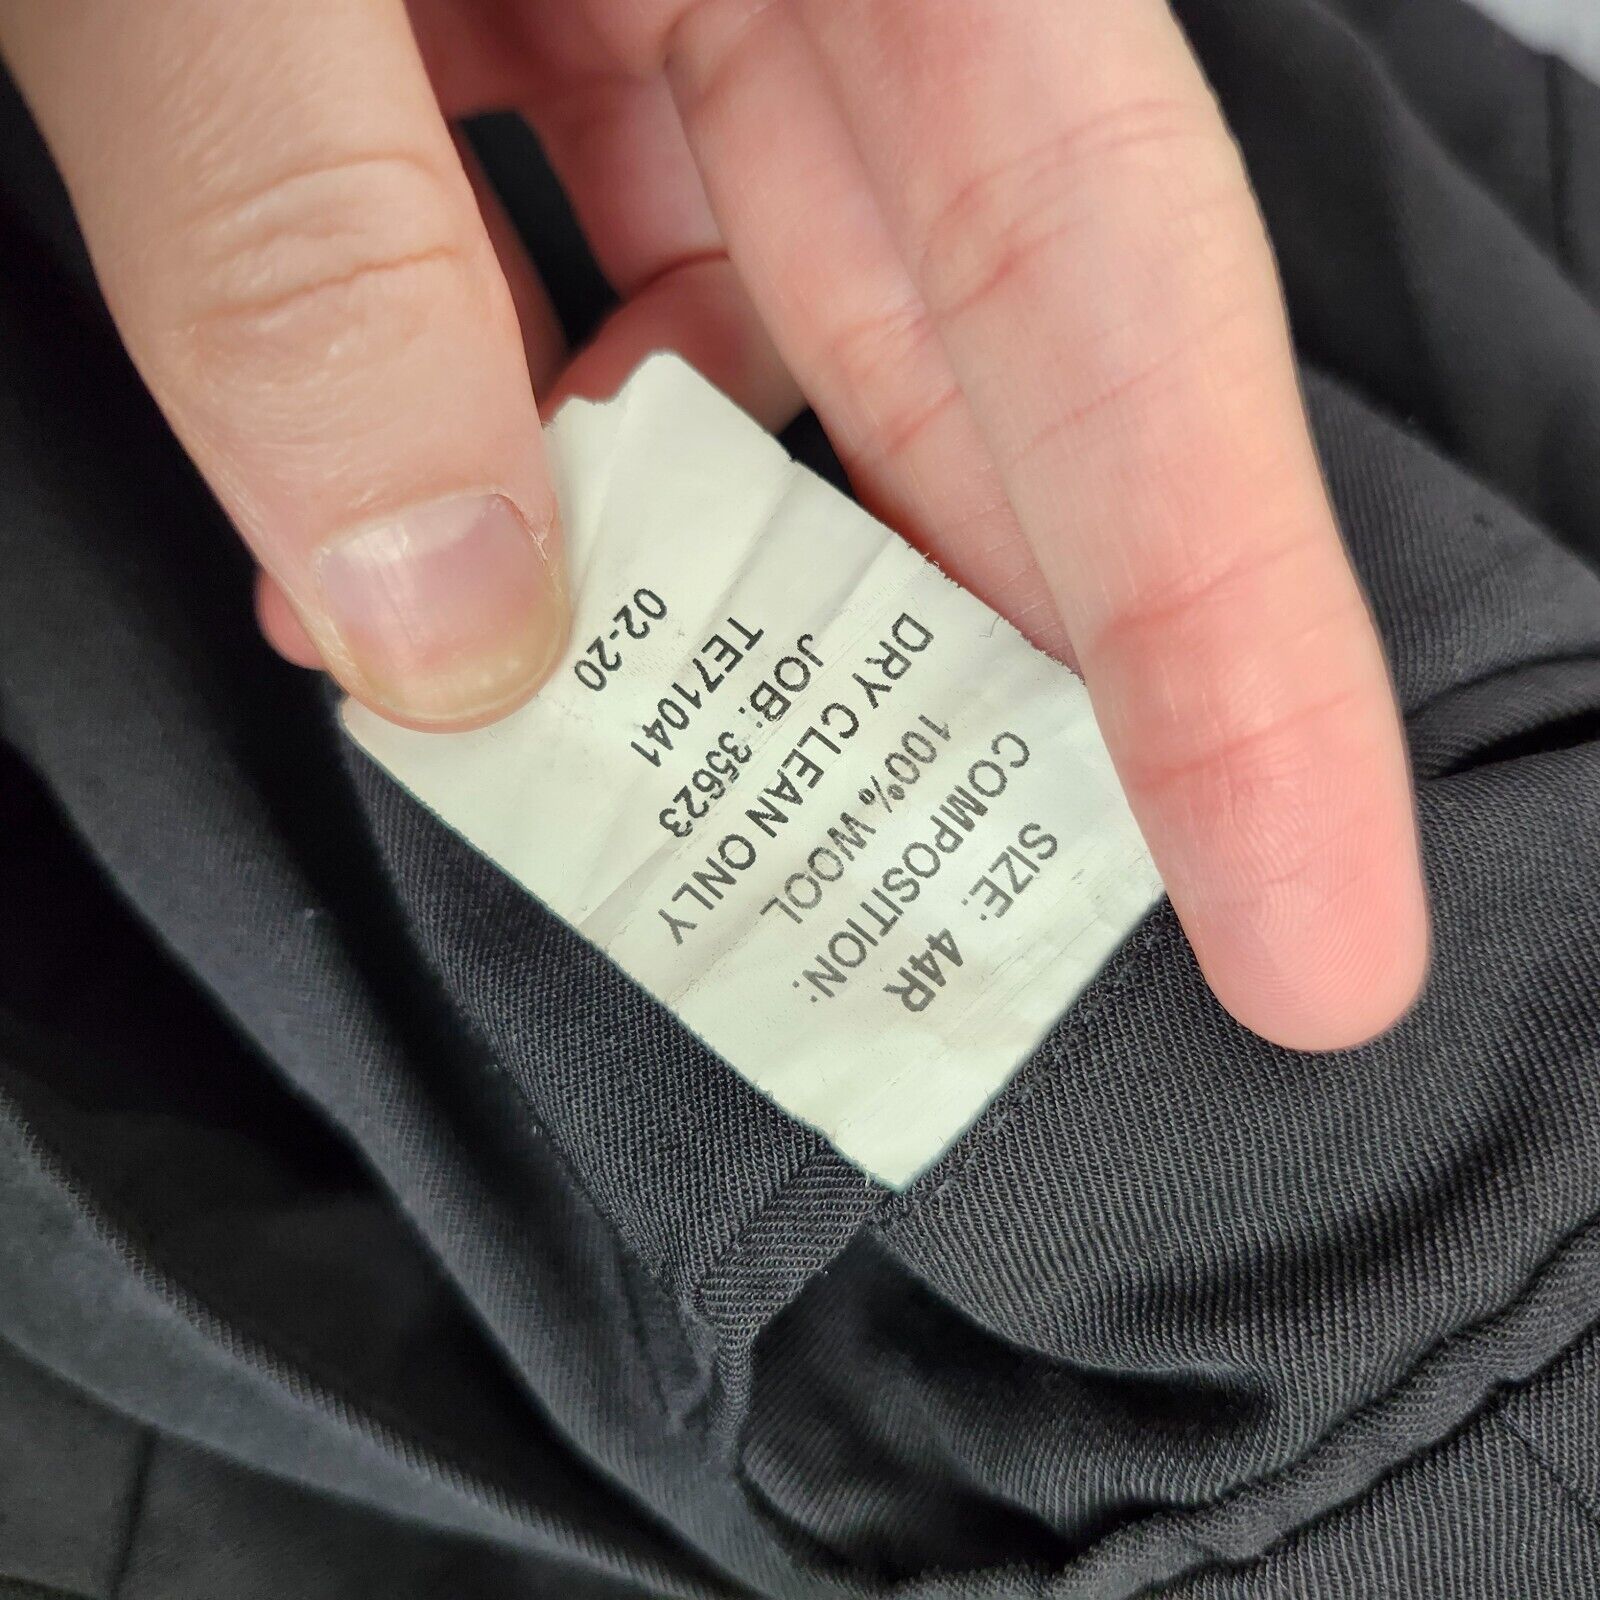 SIZE: 44R
COMPOSITION:
100% WOOL
DRY CLEAN ONLY
JOB: 35623
TE71041
02-20